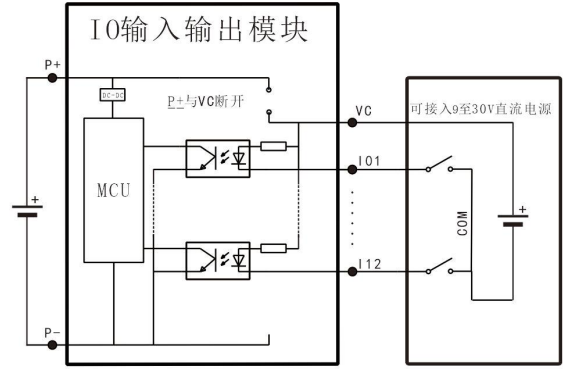 IO输入输出模块
P+
DC-DC
P+与VC断开
VC
可接入9至30V直流电源
IO1
MCU
+
+
COM
I12
P-